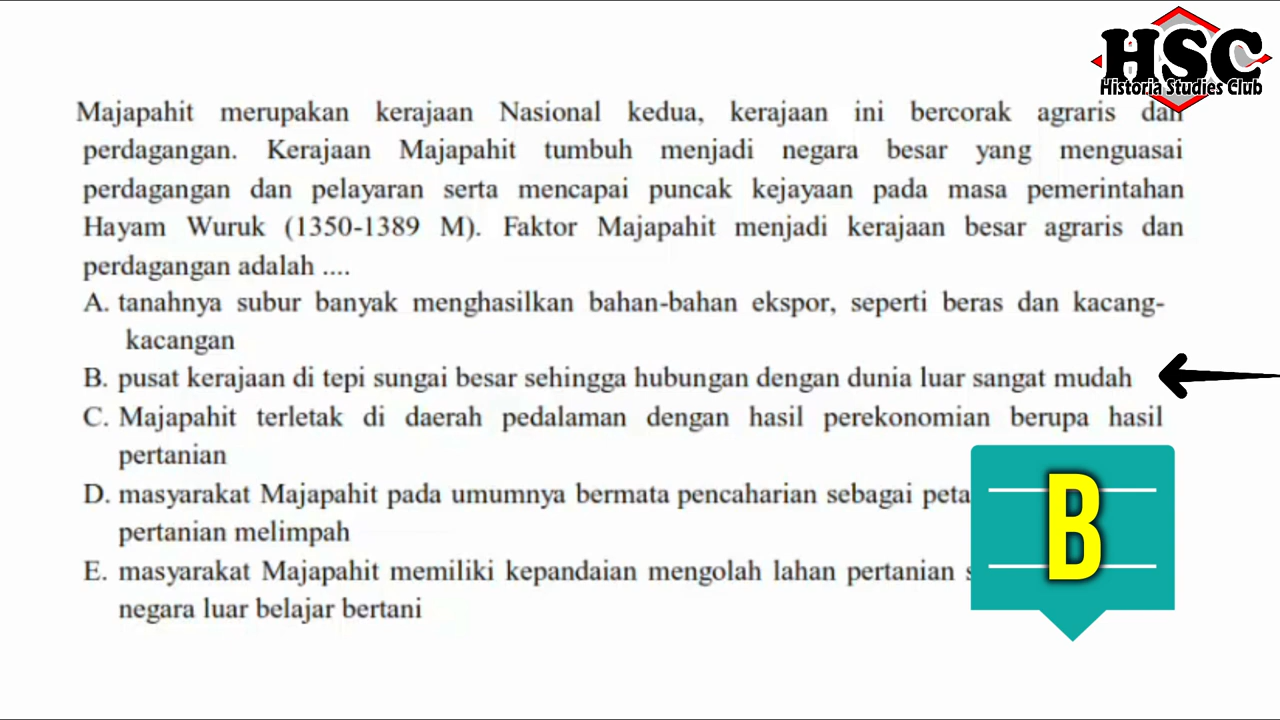 HSC
Historia Studies Club
Majapahit merupakan kerajaan Nasional kedua, kerajaan ini bercorak agraris dan
perdagangan. Kerajaan Majapahit tumbuh menjadi negara besar yang menguasai
perdagangan dan pelayaran serta mencapai puncak kejayaan pada masa pemerintahan
Hayam Wuruk (1350-1389 M). Faktor Majapahit menjadi kerajaan besar agraris dan
perdagangan adalah ....
A. tanahnya subur banyak menghasilkan bahan-bahan ekspor, seperti beras dan kacang-
kacangan
B. pusat kerajaan di tepi sungai besar sehingga hubungan dengan dunia luar sangat mudah
C. Majapahit terletak di daerah pedalaman dengan hasil perekonomian berupa hasil
pertanian
D. masyarakat Majapahit pada umumnya bermata pencaharian sebagai
pertanian melimpah
E. masyarakat Majapahit memiliki kepandaian mengolah lahan pertanian
negara luar belajar bertani
B